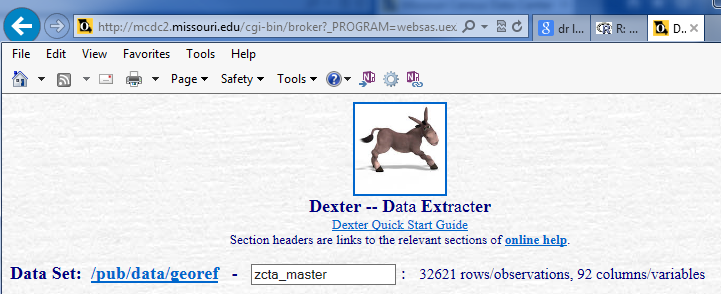 http://mcdc2.missouri.edu/cgi-bin/broker?_PROGRAM=websas.uex
dr l...
R: ...
D...
File Edit View Favorites Tools Help
Page Safety Tools
Dexter -- Data Extracter
Dexter Quick Start Guide
Section headers are links to the relevant sections of online help.
Data Set: /pub/data/georef - zcta_master : 32621 rows/observations, 92 columns/variables